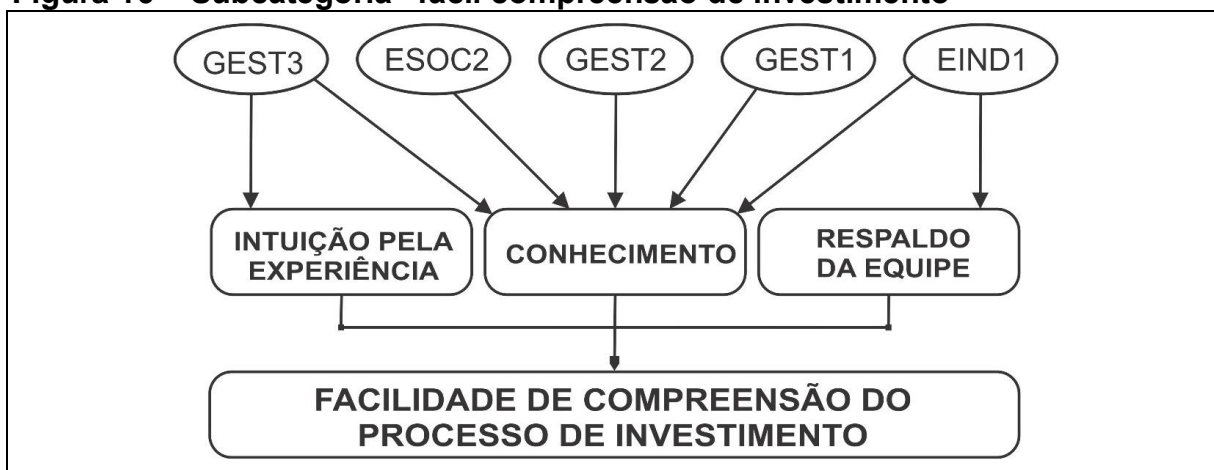 GEST3 ESOC2 GEST2 GEST1 EIND1
INTUIÇÃO PELA
EXPERIÊNCIA
CONHECIMENTO
RESPALDO
DA EQUIPE
FACILIDADE DE COMPREENSÃO DO
PROCESSO DE INVESTIMENTO